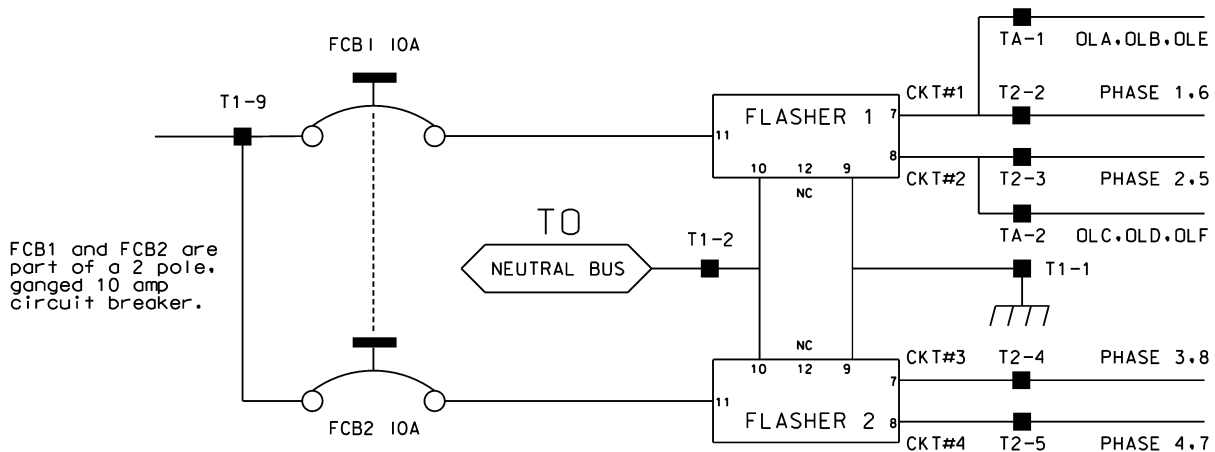 FCB1 10A
T1-9
TA-1 OLA.OLB.OLE
CKT#1 T2-2 PHASE 1.6
FLASHER 1
7
11
8
10 12 9
NC
CKT#2 T2-3 PHASE 2.5
TA-2 OLC.OLD.OLF
TO
NEUTRAL BUS
T1-2
T1-1
FCB1 and FCB2 are
part of a 2 pole.
ganged 10 amp
circuit breaker.
NC
10 12 9
CKT#3 T2-4 PHASE 3.8
7
11
FLASHER 2
8
FCB2 10A
CKT#4 T2-5 PHASE 4.7